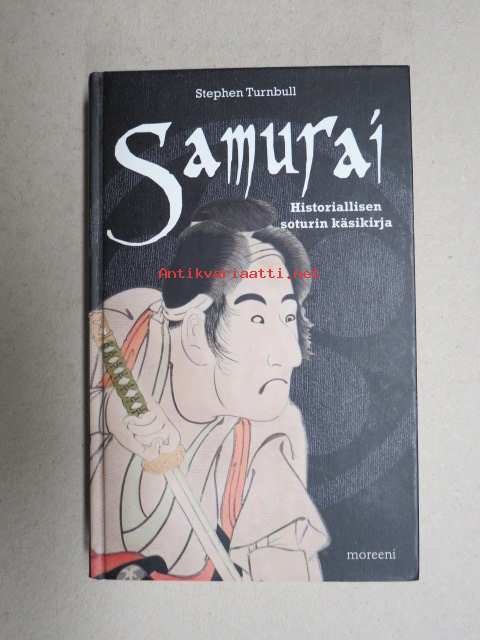 Stephen Turnbull
Samurai
Historiallisen
soturin käsikirja
Antikvariaatti.net
moreeni